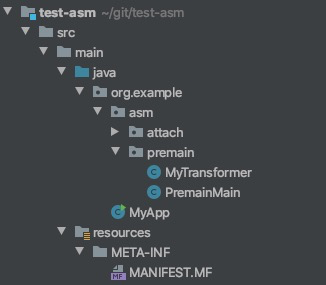 test-asm ~/git/test-asm
src
main
java
org.example
asm
attach
premain
MyTransformer
PremainMain
MyApp
resources
META-INF
MANIFEST.MF